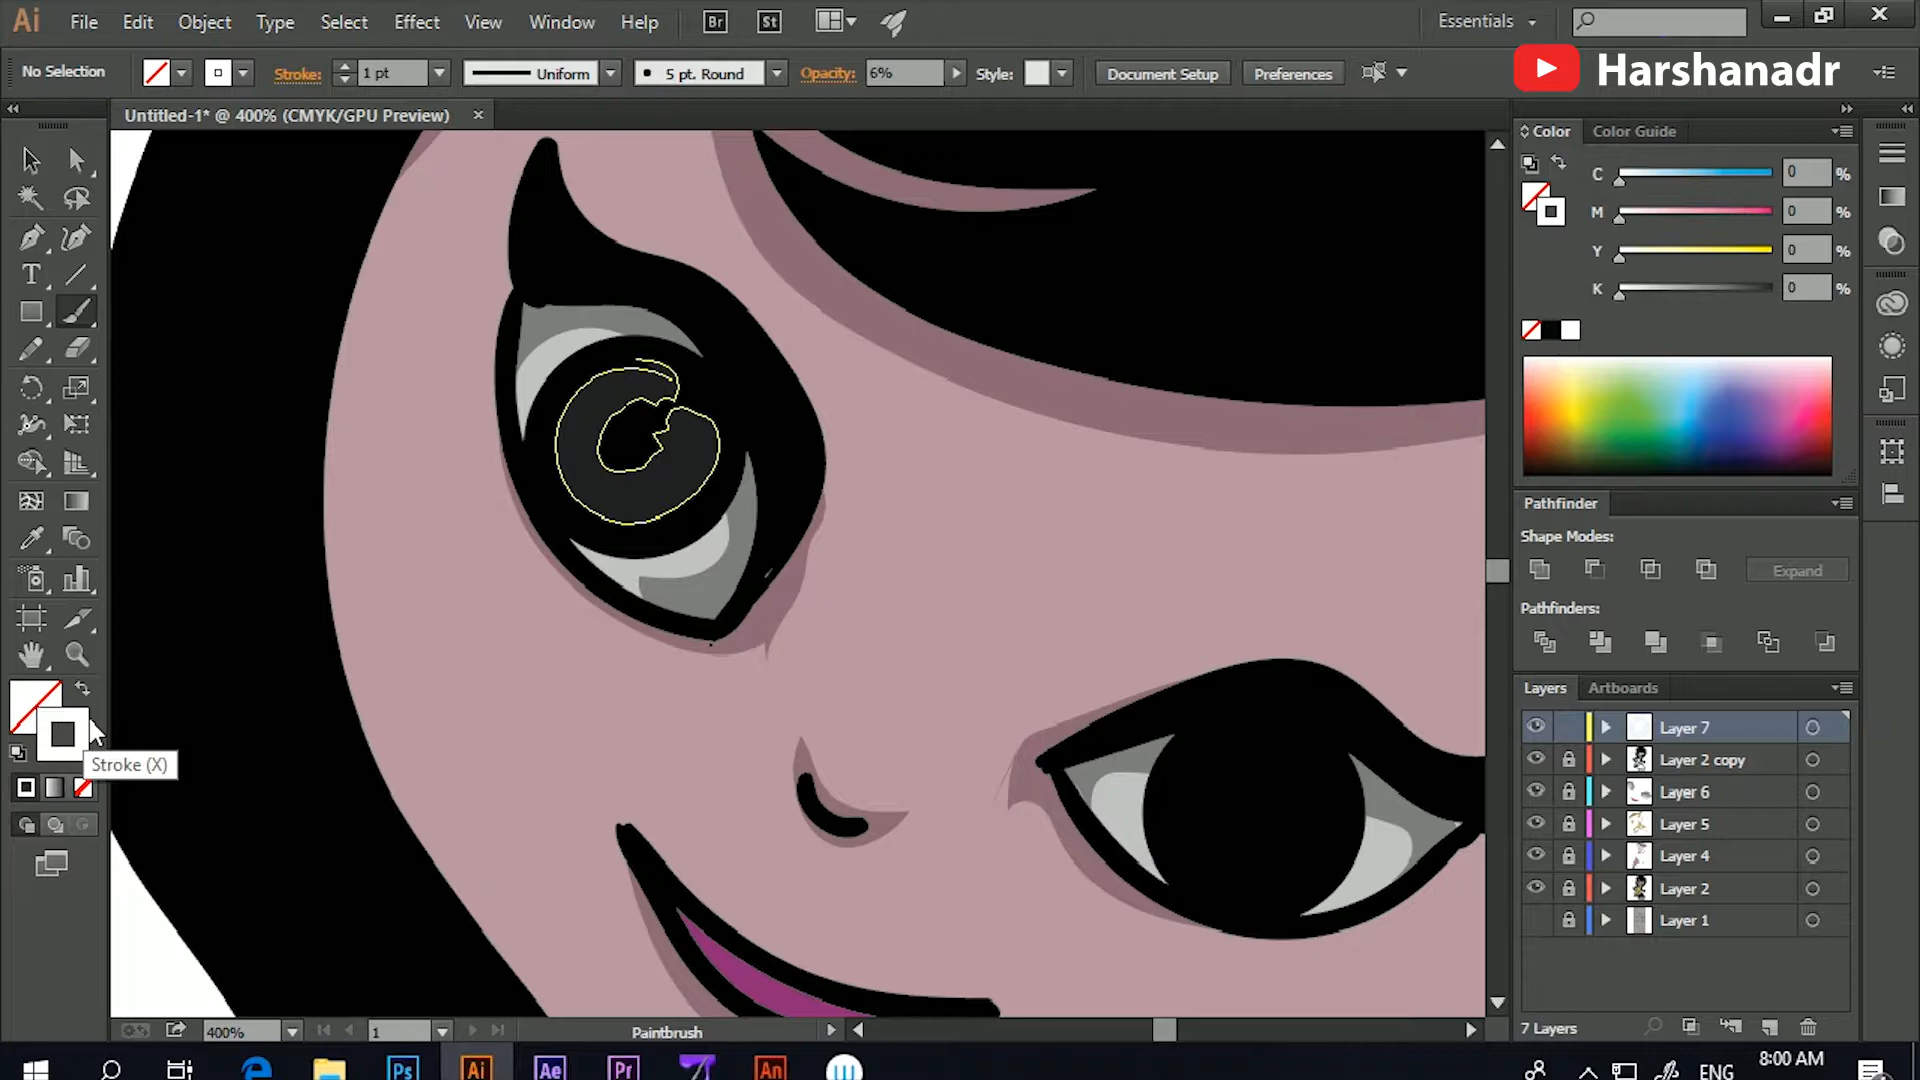 Ai File Edit Object Type Select Effect View Window Help Br St Essentials
No Selection Stroke: 1 pt Uniform 5 pt. Round Opacity: 6% Style: Document Setup Preferences Harshanadr
Untitled-1* @ 400% (CMYK/GPU Preview)
Color Color Guide
C 0 %
M 0 %
Y 0 %
K 0 %
T
Pathfinder
Shape Modes:
Expand
Pathfinders:
Layers Artboards
Layer 7
Layer 2 copy
Layer 6
Layer 5
Layer 4
Layer 2
Layer 1
Stroke (X)
400% 1 Paintbrush 7 Layers
Ps Ai Ae Pr An ENG 8:00 AM